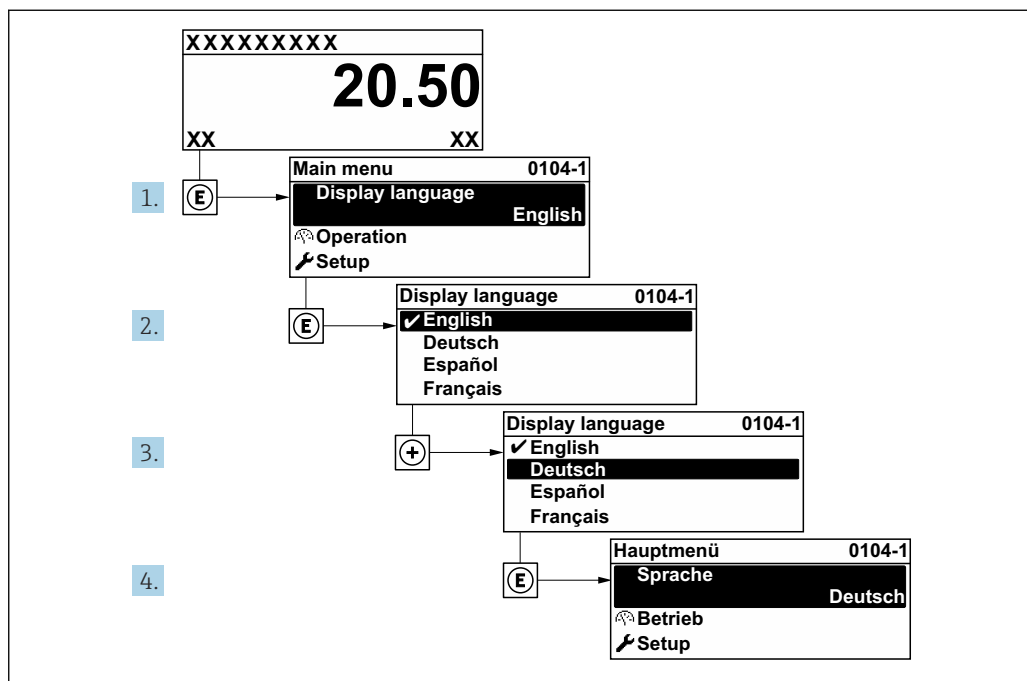 XXXXXXXXX
20.50
XX XX
1.
E
Main menu 0104-1
Display language
English
Operation
Setup
2.
E
Display language 0104-1
✔ English
Deutsch
Español
Français
3.
+
Display language 0104-1
✔ English
Deutsch
Español
Français
4.
E
Hauptmenü 0104-1
Sprache
Deutsch
Betrieb
Setup